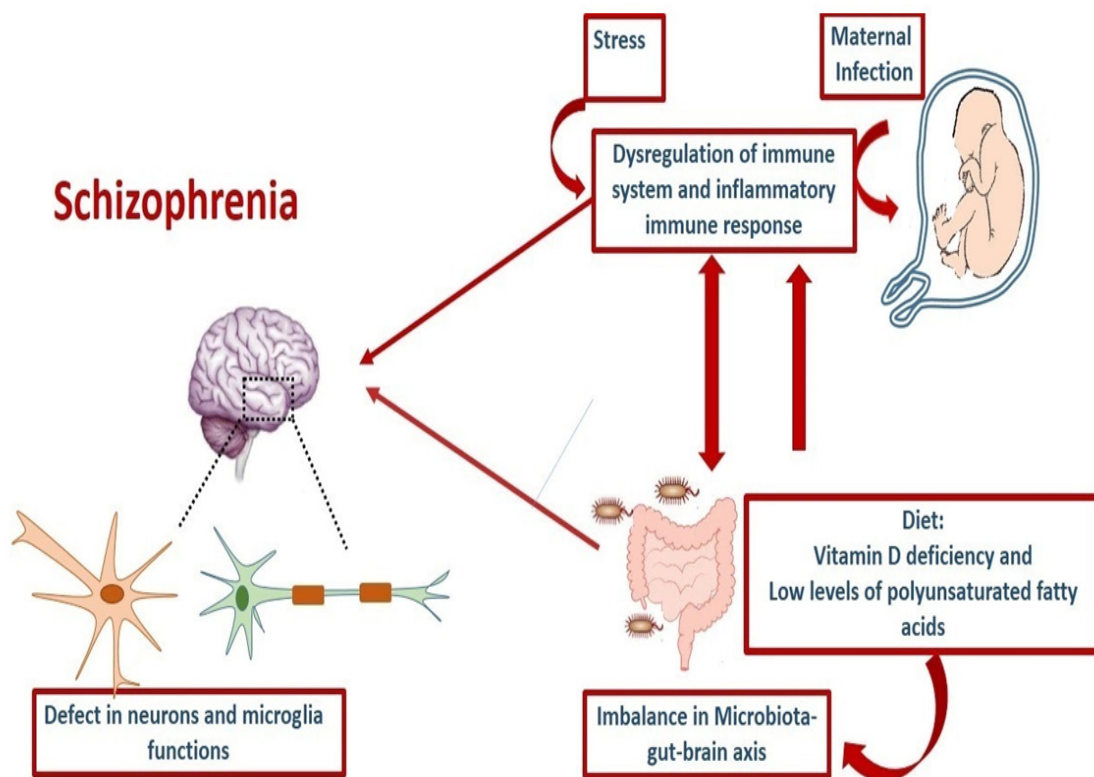 Stress
Maternal
Infection
Dysregulation of immune
system and inflammatory
immune response
Schizophrenia
Diet:
Vitamin D deficiency and
Low levels of polyunsaturated fatty
acids
Defect in neurons and microglia
functions
Imbalance in Microbiota-
gut-brain axis